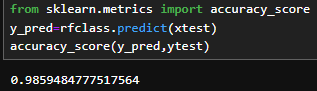 from sklearn.metrics import accuracy_score
y_pred=rfclass.predict(xtest)
accuracy_score(y_pred,ytest)
0.9859484777517564